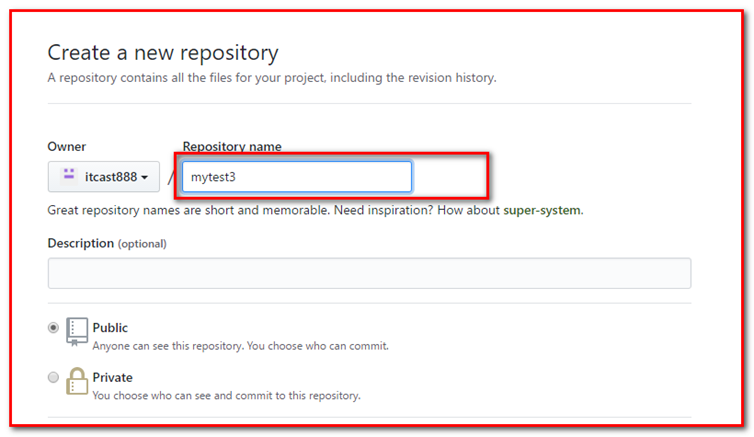 Create a new repository
A repository contains all the files for your project, including the revision history.
Owner
Repository name
itcast888
/
mytest3
Great repository names are short and memorable. Need inspiration? How about super-system.
Description (optional)
Public
Anyone can see this repository. You choose who can commit.
Private
You choose who can see and commit to this repository.